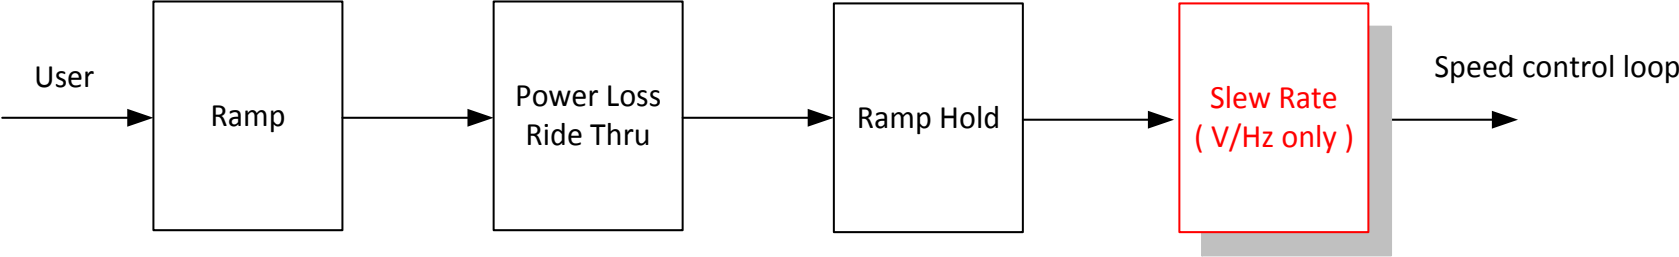 User
Ramp
Power Loss
Ride Thru
Ramp Hold
Slew Rate
( V/Hz only )
Speed control loop